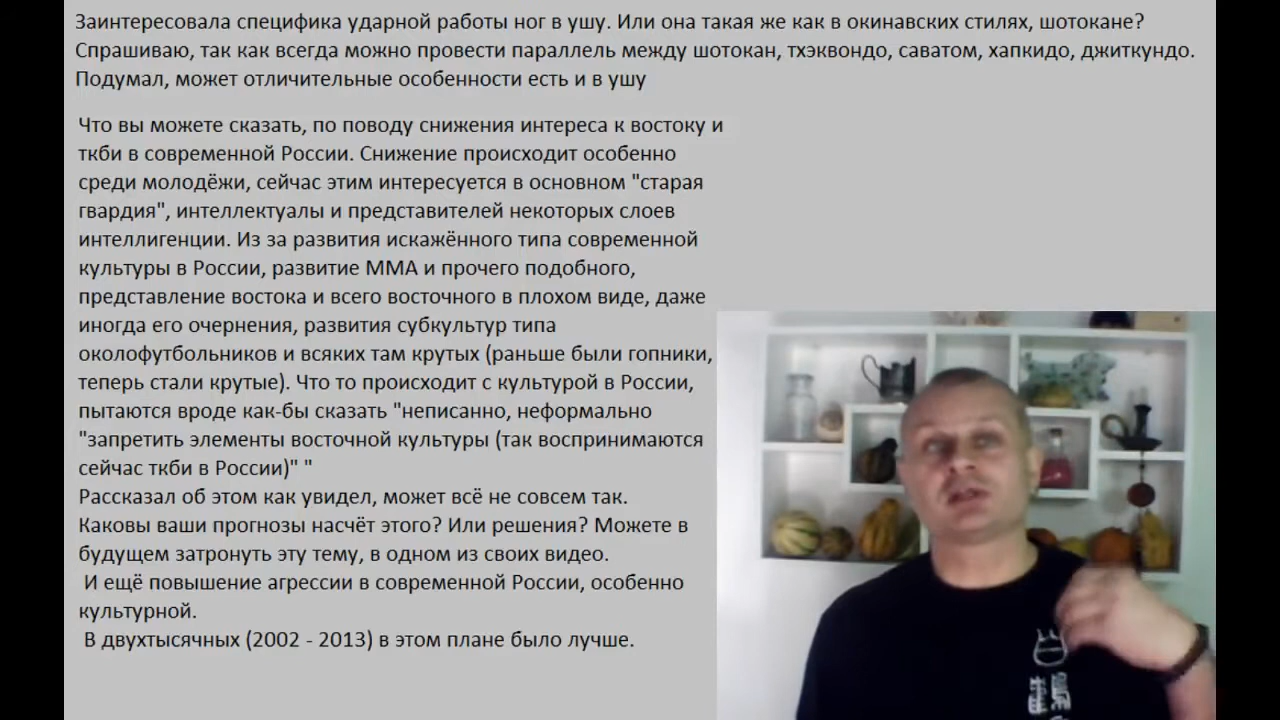 Заинтересовала специфика ударной работы ног в ушу. Или она такая же как в окинавских стилях, шотокане?
Спрашиваю, так как всегда можно провести параллель между шотокан, тхэквондо, саватом, хапкидо, джиткундо.
Подумал, может отличительные особенности есть и в ушу
Что вы можете сказать, по поводу снижения интереса к востоку и
ткби в современной России. Снижение происходит особенно
среди молодёжи, сейчас этим интересуется в основном "старая
гвардия", интеллектуалы и представителей некоторых слоев
интеллигенции. Из за развития искажённого типа современной
культуры в России, развитие ММА и прочего подобного,
представление востока и всего восточного в плохом виде, даже
иногда его очернения, развития субкультур типа
околофутбольников и всяких там крутых (раньше были гопники,
теперь стали крутые). Что то происходит с культурой в России,
пытаются вроде как-бы сказать "неписанно, неформально
"запретить элементы восточной культуры (так воспринимаются
сейчас ткби в России)" "
Рассказал об этом как увидел, может всё не совсем так.
Каковы ваши прогнозы насчёт этого? Или решения? Можете в
будущем затронуть эту тему, в одном из своих видео.
И ещё повышение агрессии в современной России, особенно
культурной.
В двухтысячных (2002 - 2013) в этом плане было лучше.